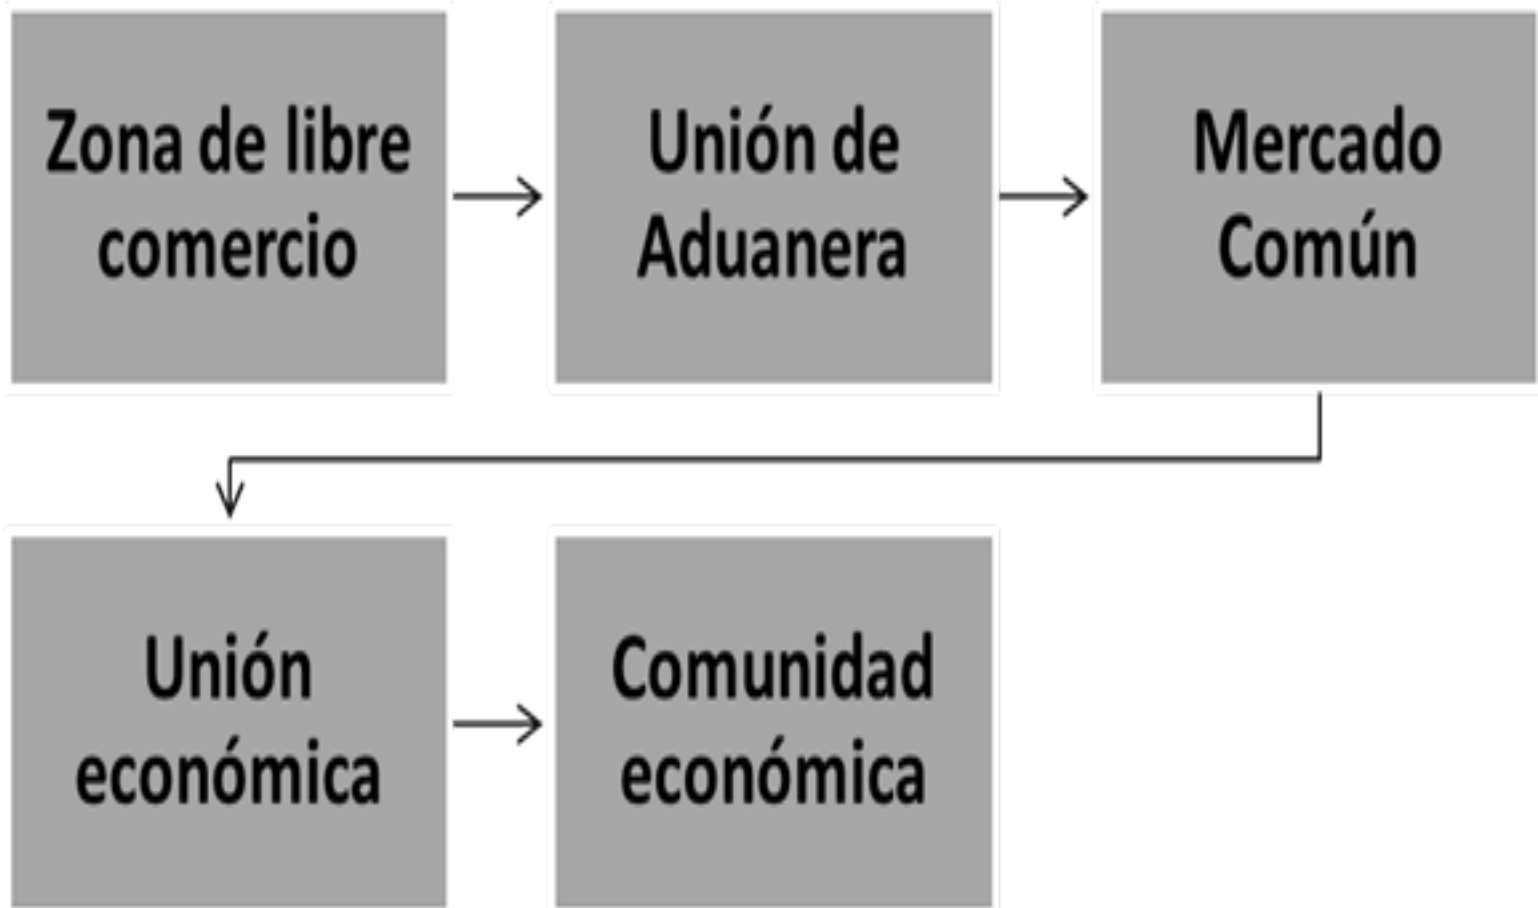 Zona de libre
comercio
Unión de
Aduanera
Mercado
Común
Unión
económica
Comunidad
económica